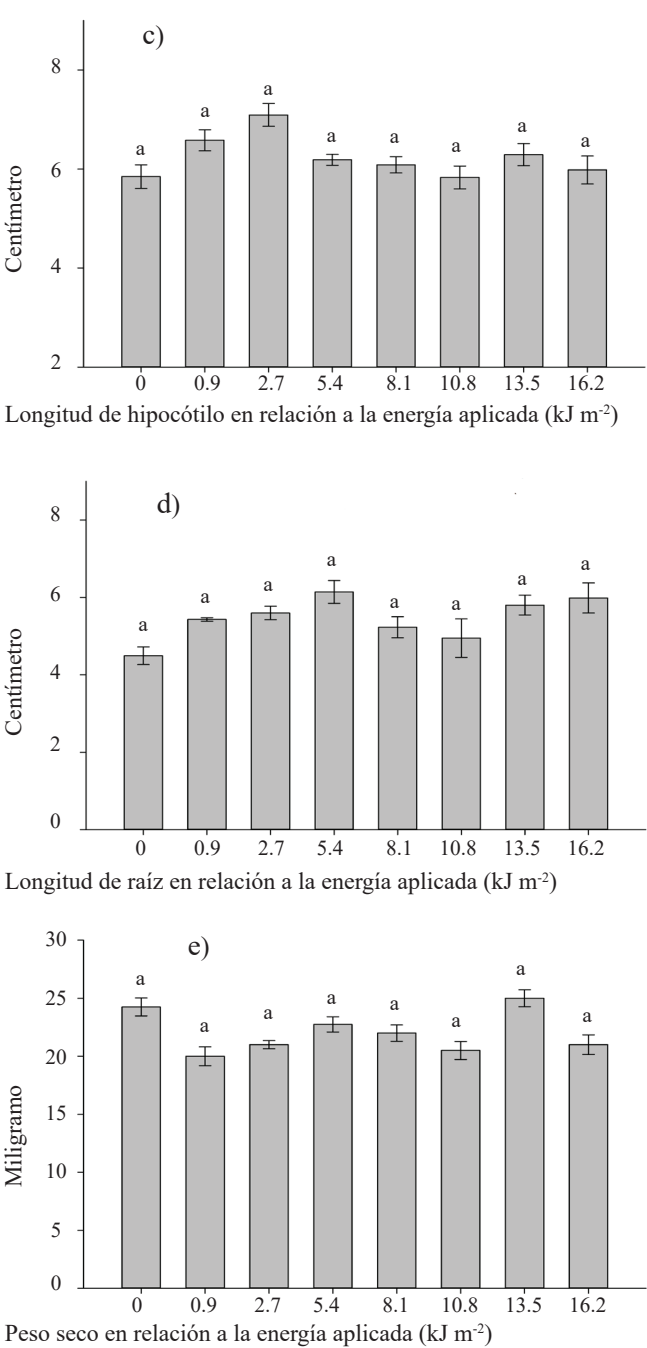 c)
8
6
4
2
Centímetro
a a a a a a a a
0 0.9 2.7 5.4 8.1 10.8 13.5 16.2
Longitud de hipocótilo en relación a la energía aplicada (kJ m-2)
d)
8
6
4
2
0
Centímetro
a a a a a a a a
0 0.9 2.7 5.4 8.1 10.8 13.5 16.2
Longitud de raíz en relación a la energía aplicada (kJ m-2)
e)
30
25
20
15
10
5
0
Miligramo
a a a a a a a a
0 0.9 2.7 5.4 8.1 10.8 13.5 16.2
Peso seco en relación a la energía aplicada (kJ m-2)